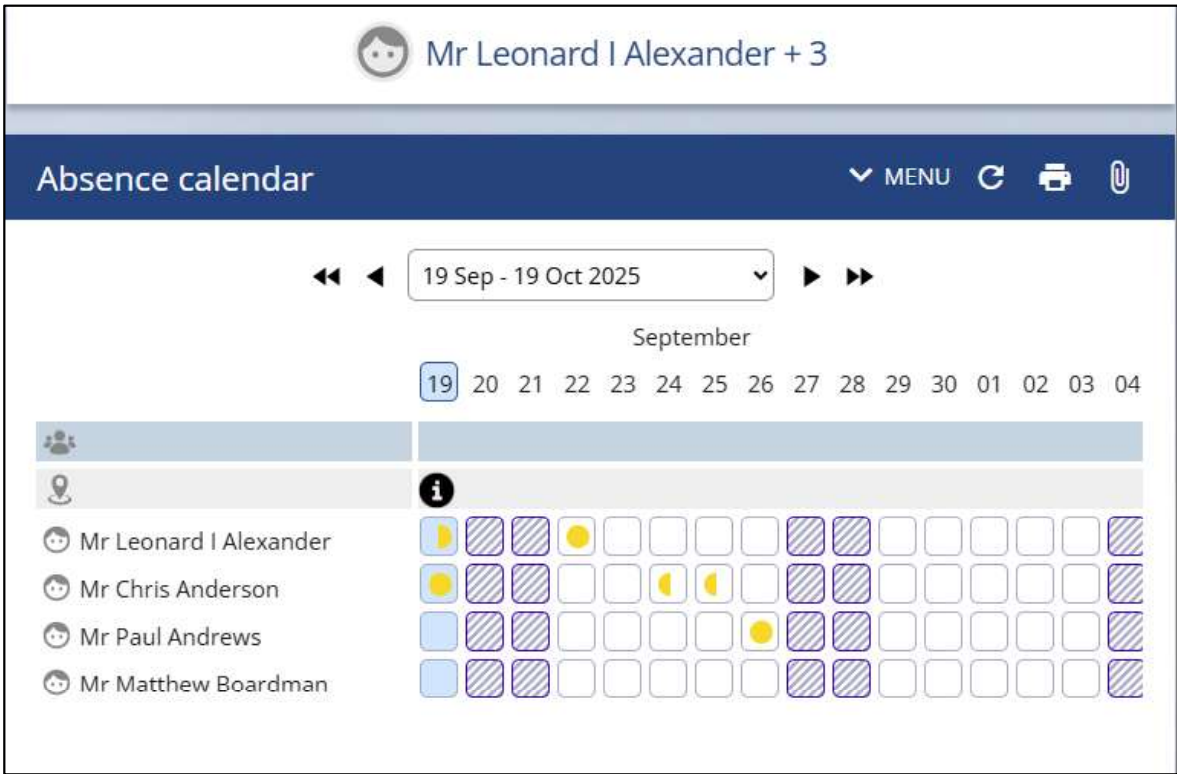 Mr Leonard I Alexander + 3
Absence calendar
MENU
19 Sep - 19 Oct 2025
September
19 20 21 22 23 24 25 26 27 28 29 30 01 02 03 04
Mr Leonard I Alexander
Mr Chris Anderson
Mr Paul Andrews
Mr Matthew Boardman